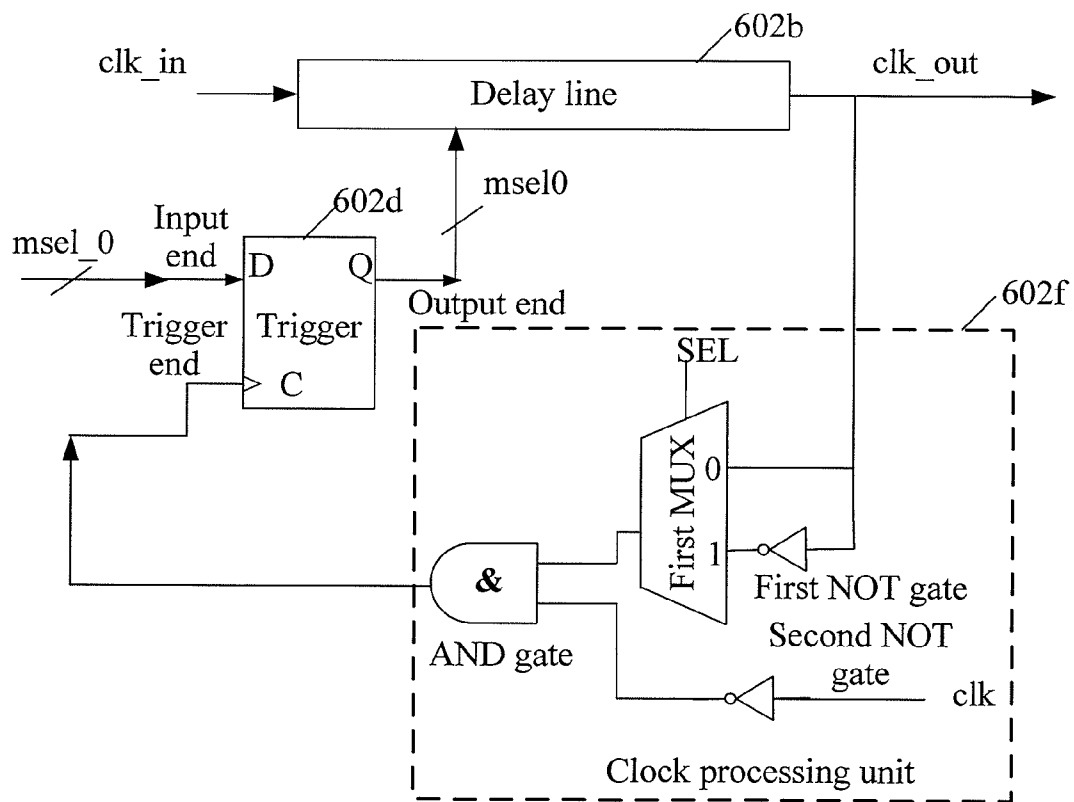 602b
clk_in
Delay line
clk_out
602d
msel0
msel_0
Input
end
D
Q
Output end
602f
Trigger
end
Trigger
C
SEL
First MUX
0
1
First NOT gate
&
AND gate
Second NOT
gate
clk
Clock processing unit